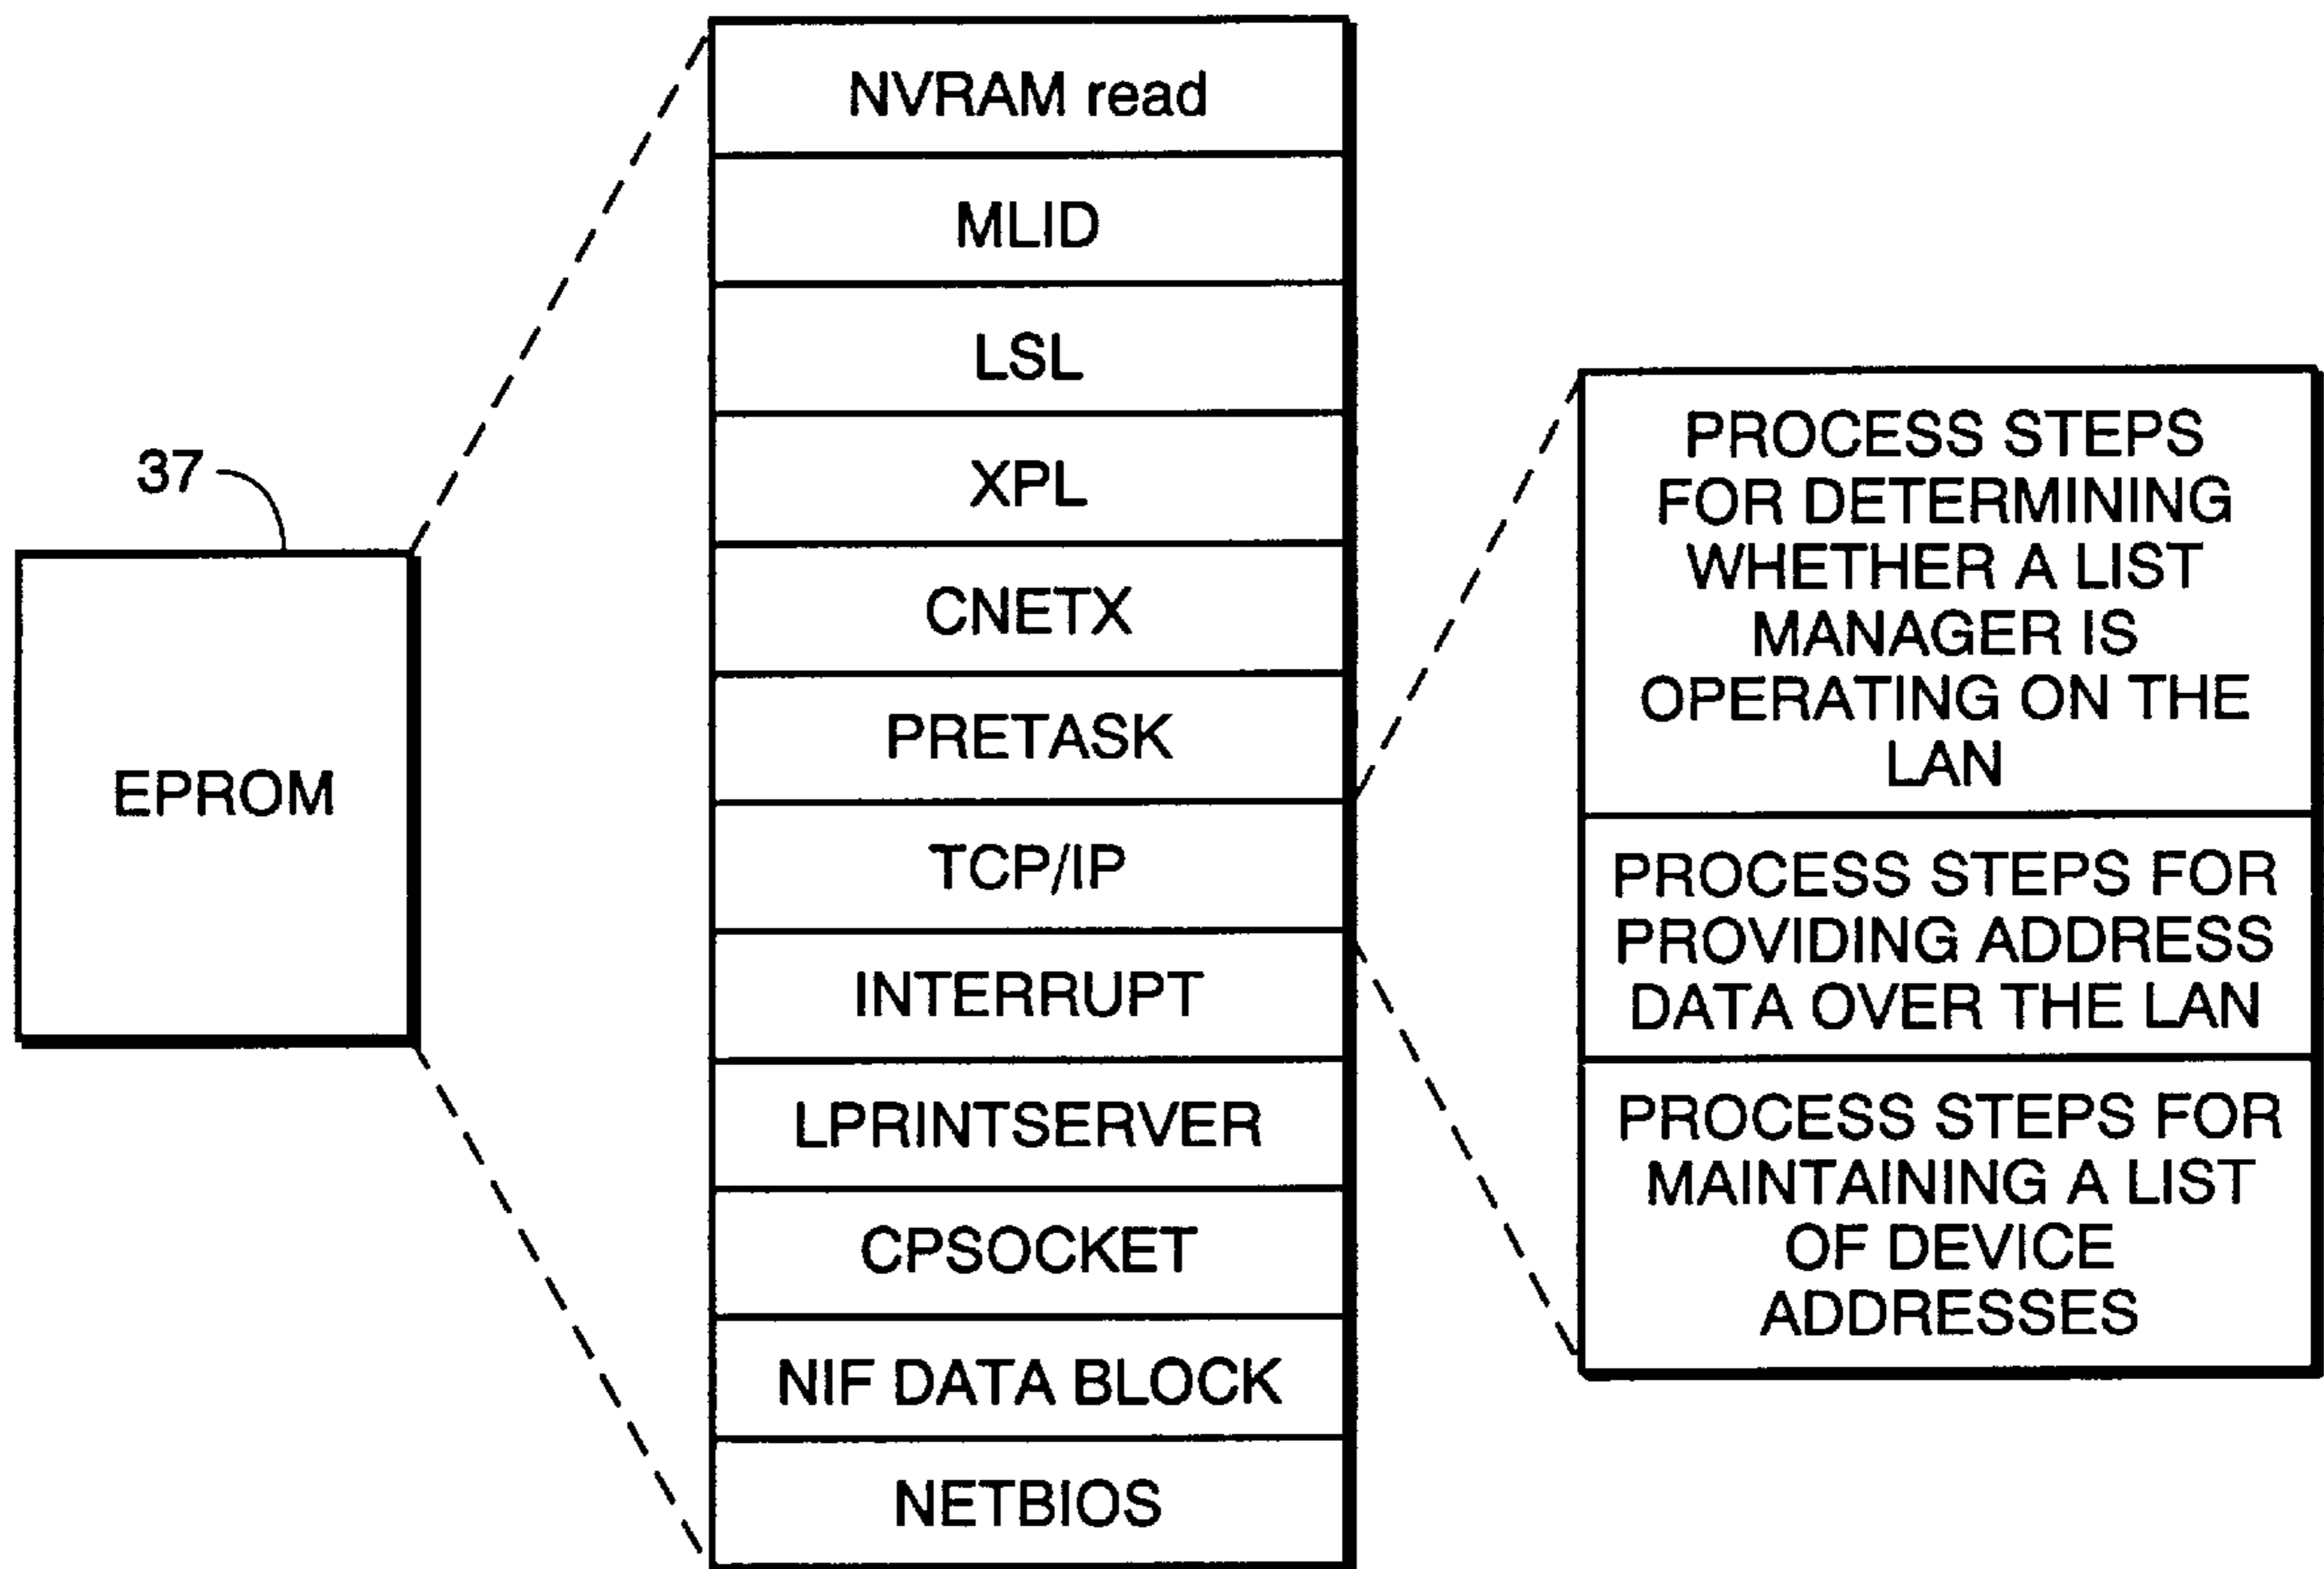 37
EPROM
NVRAM read
MLID
LSL
XPL
CNETX
PRETASK
TCP/IP
INTERRUPT
LPRINTSERVER
CPSOCKET
NIF DATA BLOCK
NETBIOS
PROCESS STEPS
FOR DETERMINING
WHETHER A LIST
MANAGER IS
OPERATING ON THE
LAN
PROCESS STEPS FOR
PROVIDING ADDRESS
DATA OVER THE LAN
PROCESS STEPS FOR
MAINTAINING A LIST
OF DEVICE
ADDRESSES